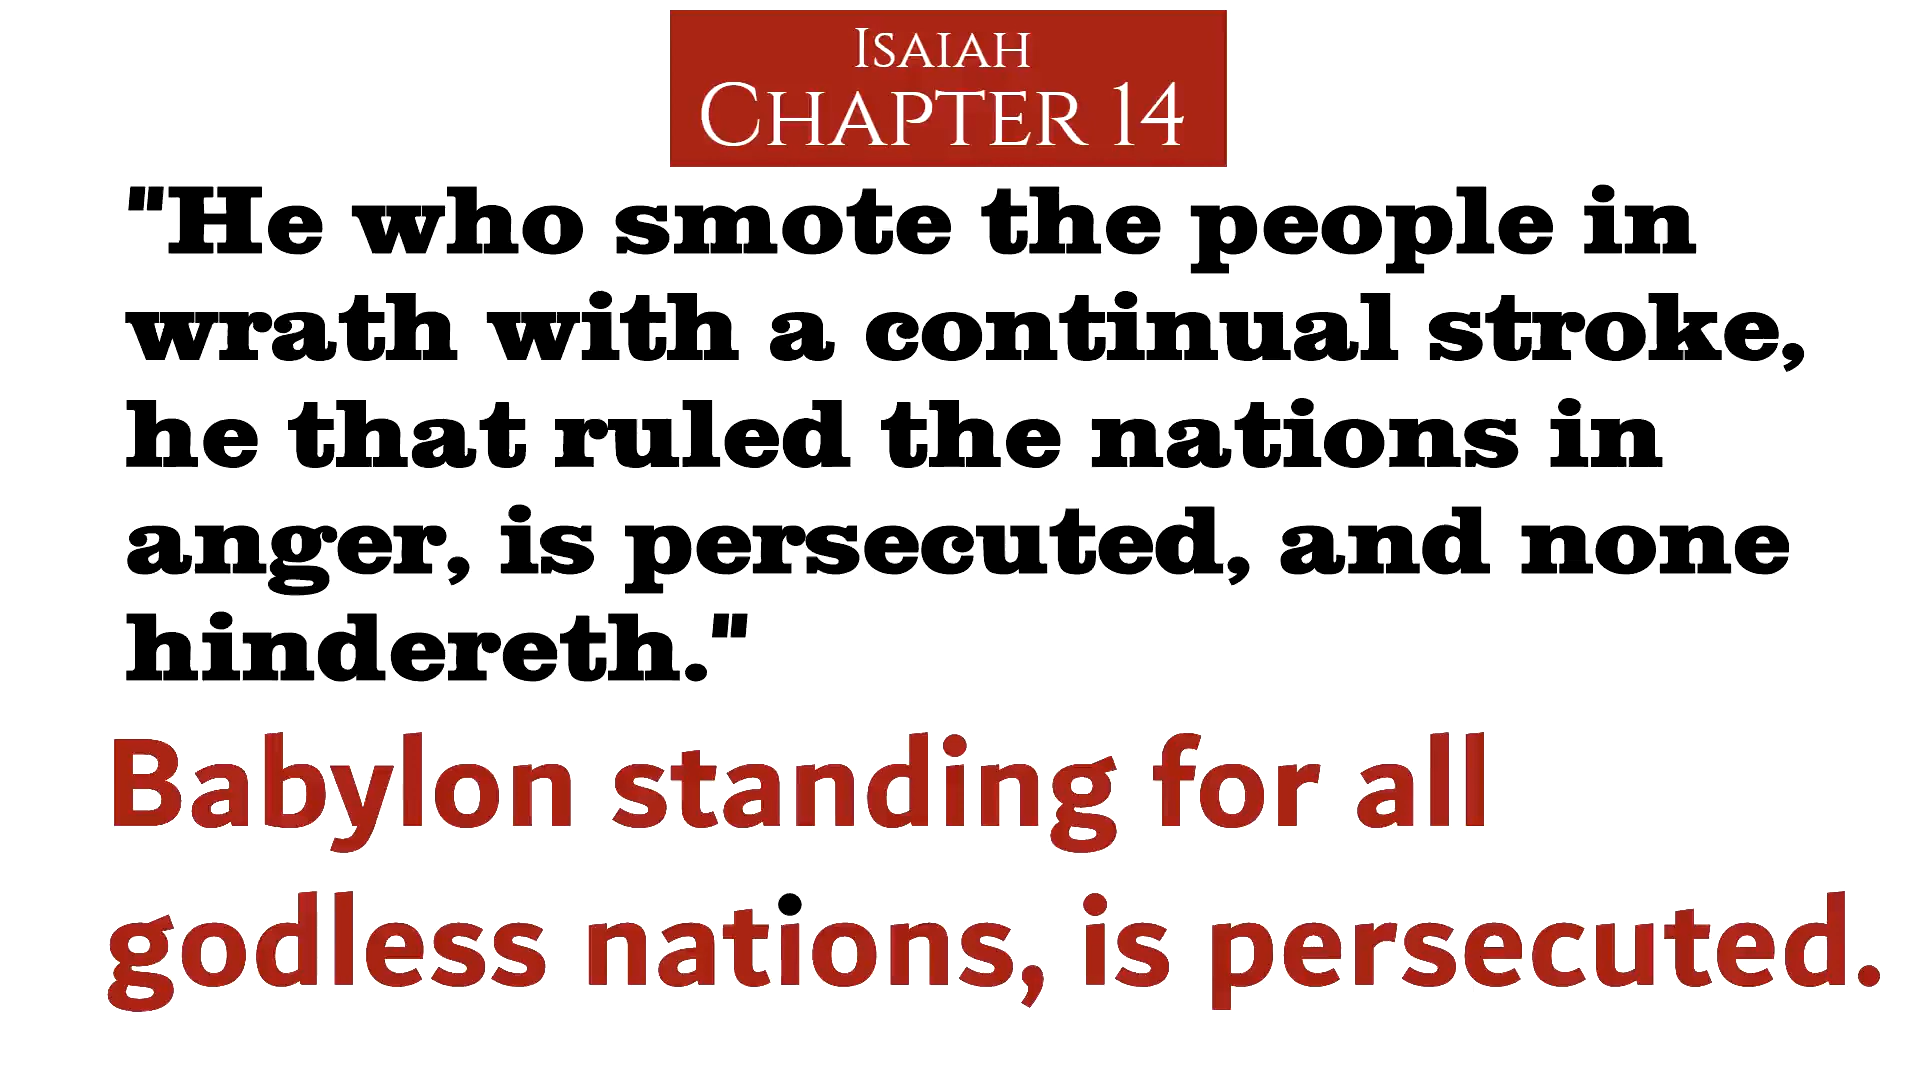 Isaiah
Chapter 14
"He who smote the people in
wrath with a continual stroke,
he that ruled the nations in
anger, is persecuted, and none
hindereth."
Babylon standing for all
godless nations, is persecuted.